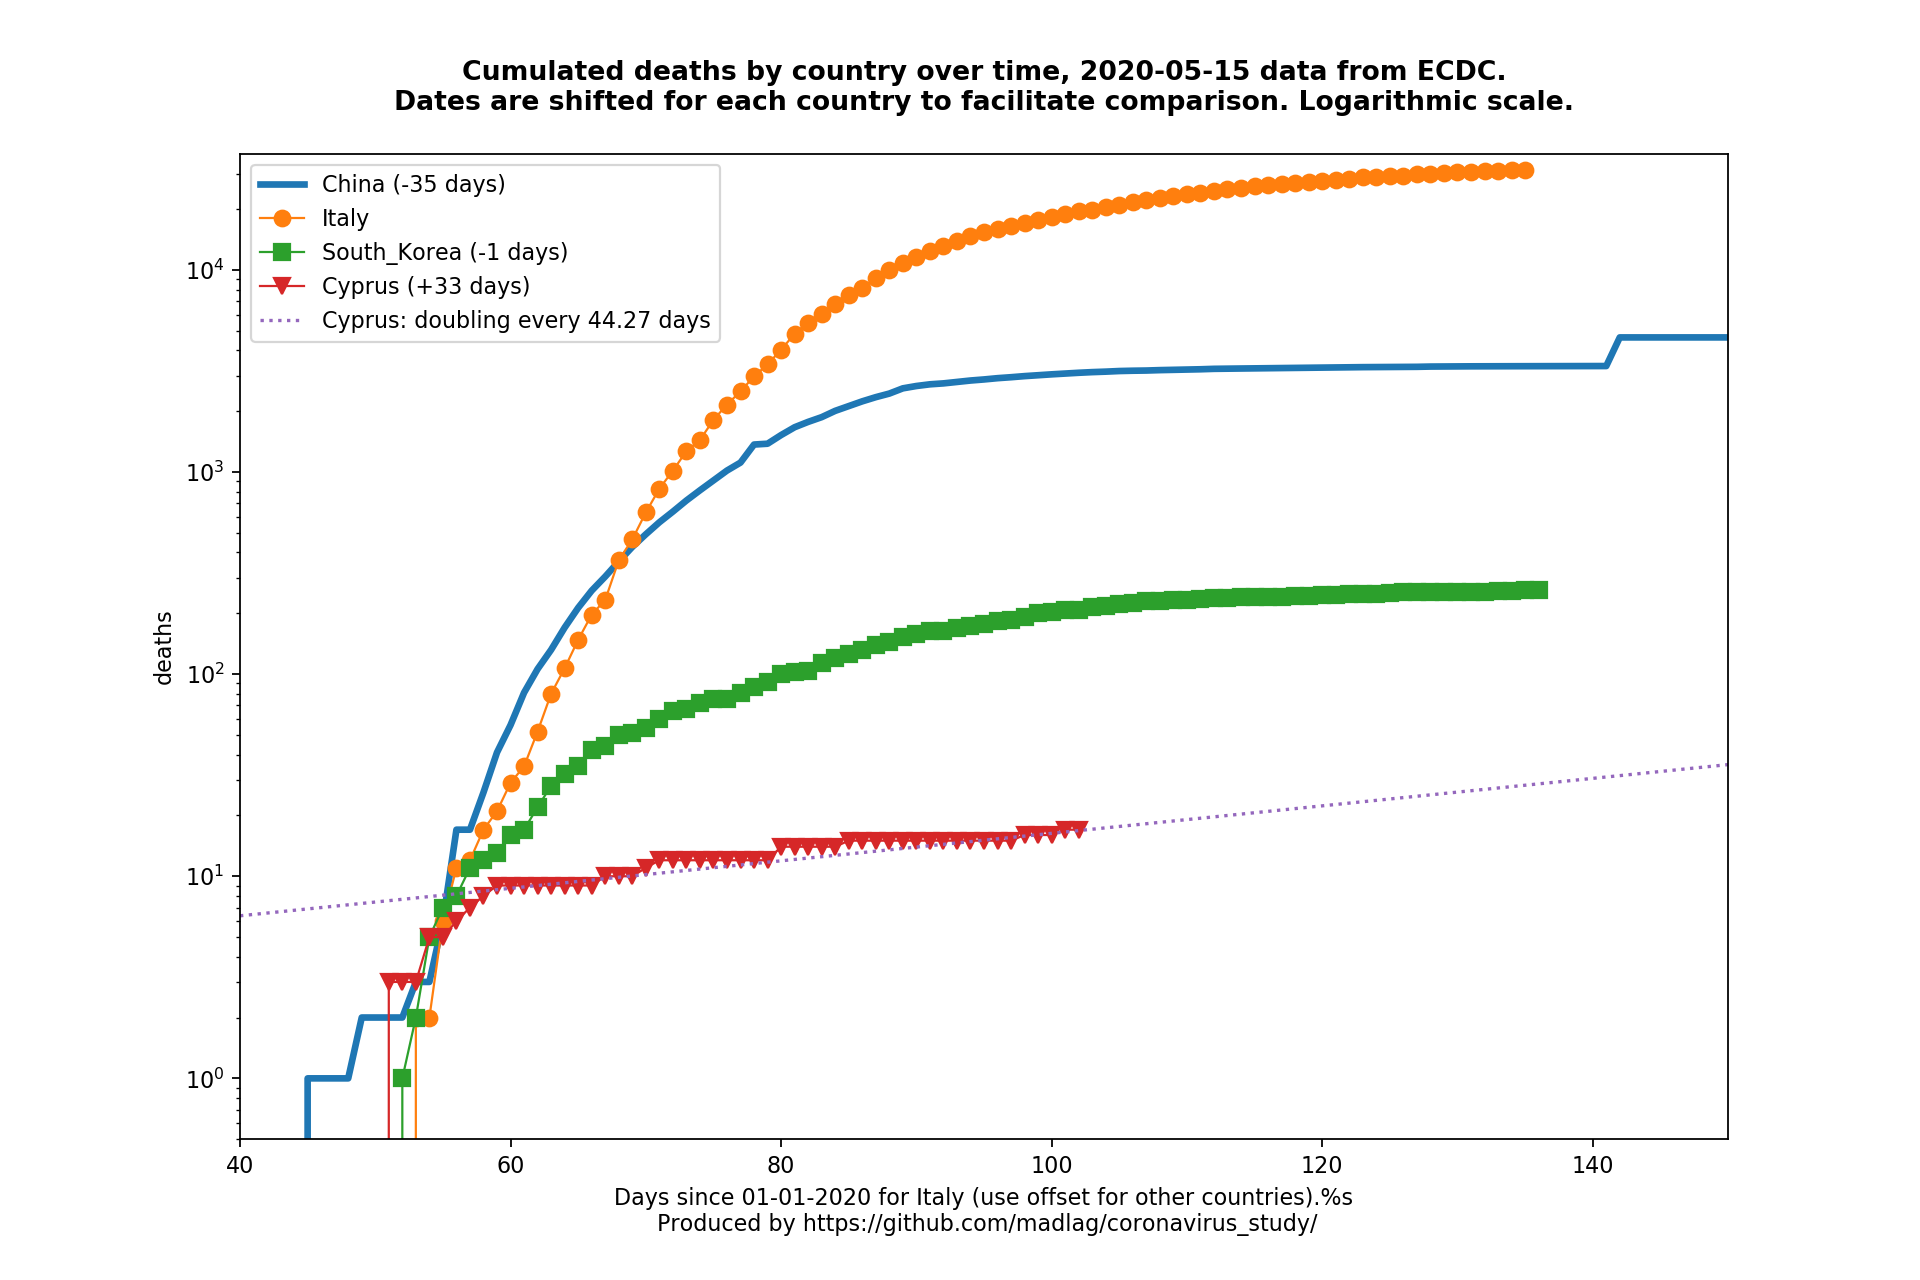 Cumulated deaths by country over time, 2020-05-15 data from ECDC.
Dates are shifted for each country to facilitate comparison. Logarithmic scale.
China (-35 days)
Italy
South_Korea (-1 days)
Cyprus (+33 days)
Cyprus: doubling every 44.27 days
deaths
10⁴
10³
10²
10¹
10⁰
40 60 80 100 120 140
Days since 01-01-2020 for Italy (use offset for other countries).%s
Produced by https://github.com/madlag/coronavirus_study/